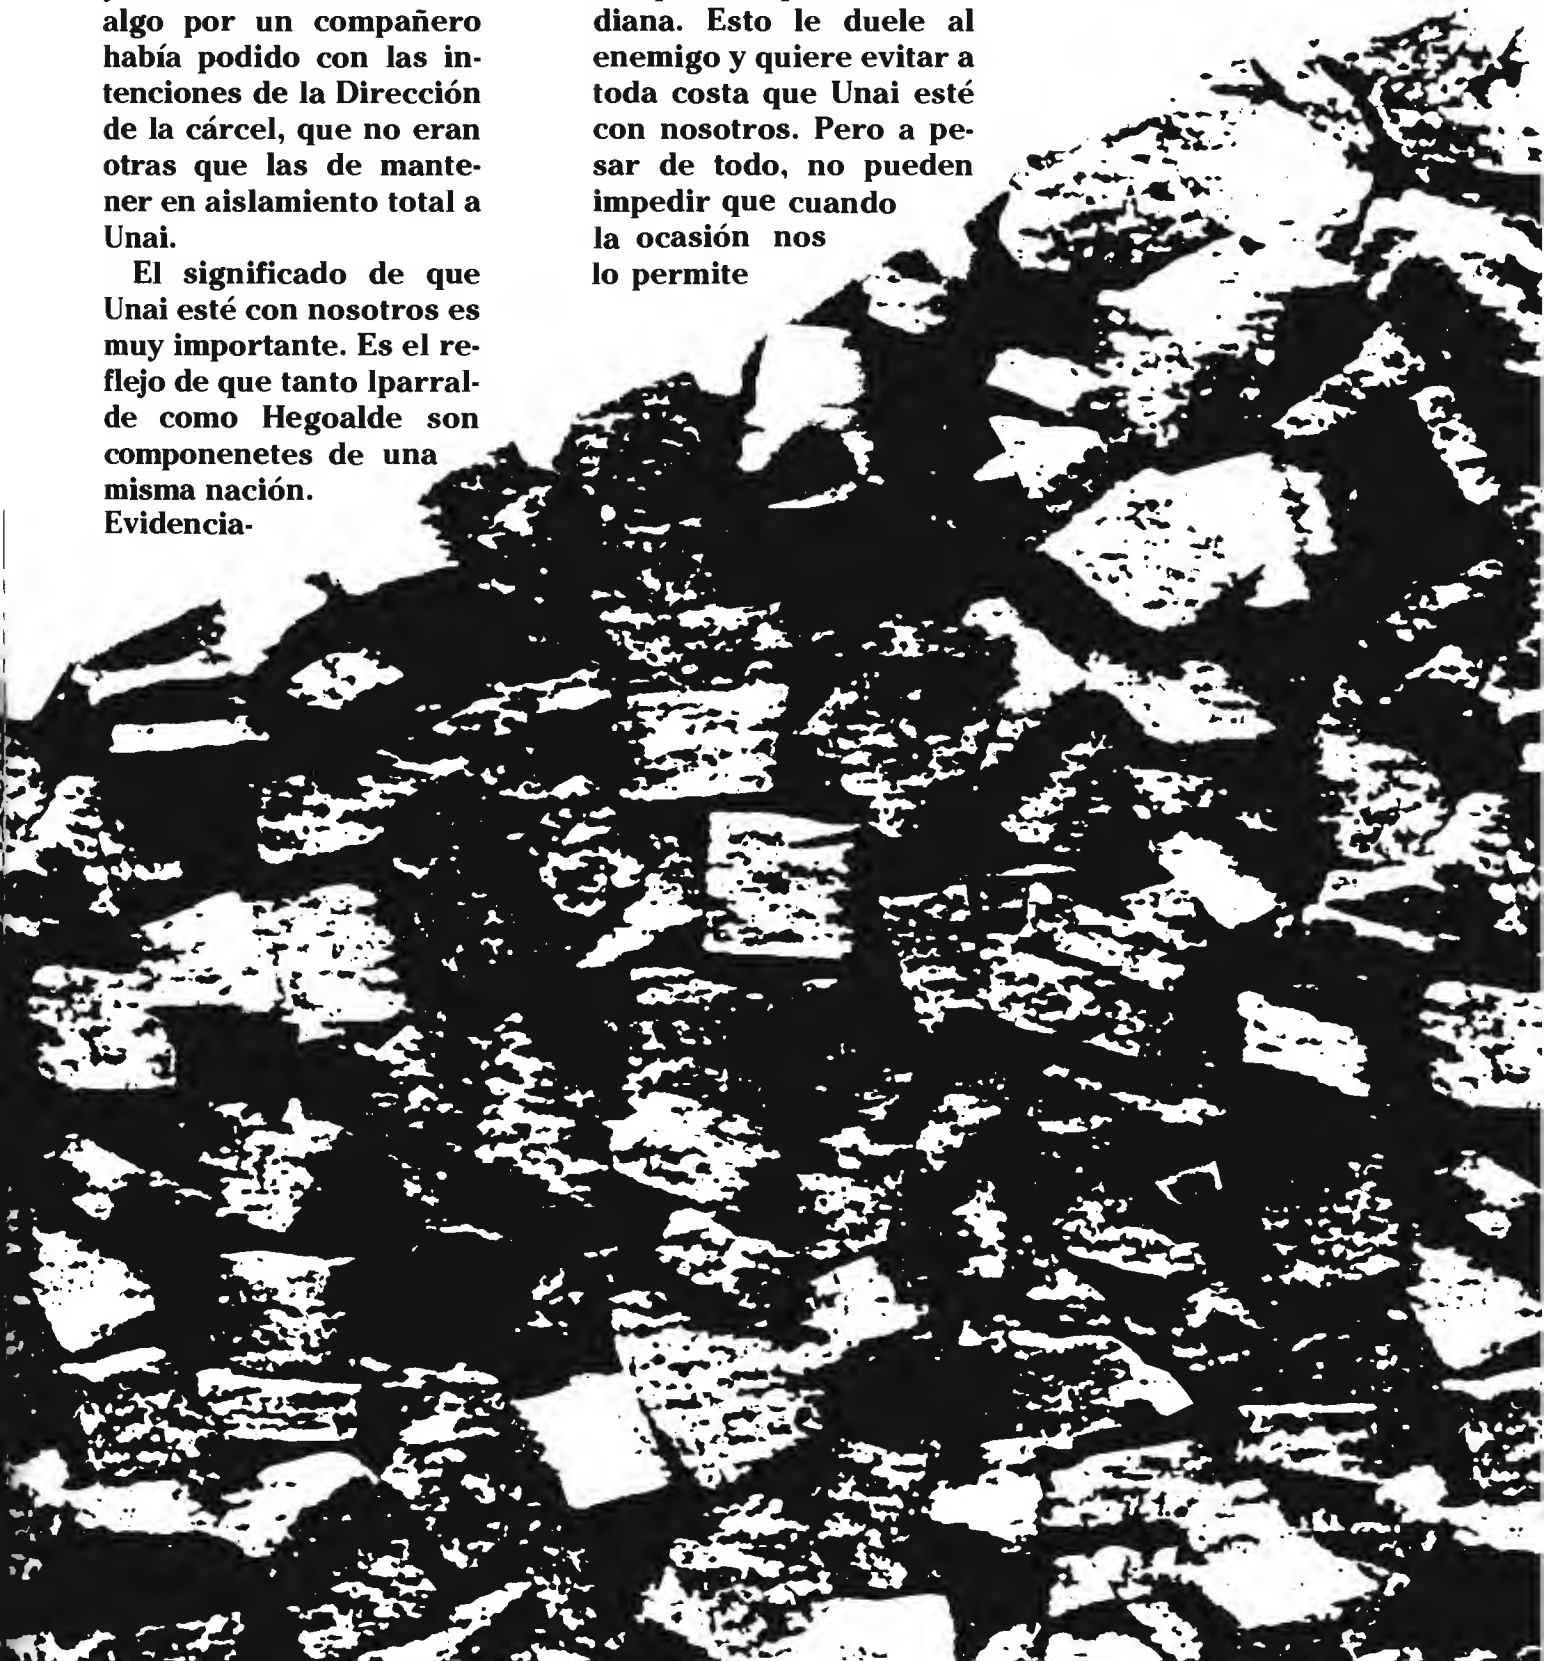 algo por un compañero
había podido con las in-
tenciones de la Dirección
de la cárcel, que no eran
otras que las de mante-
ner en aislamiento total a
Unai.
El significado de que
Unai esté con nosotros es
muy importante. Es el re-
flejo de que tanto Iparral-
de como Hegoalde son
componenetes de una
misma nación.
Evidencia-
diana. Esto le duele al
enemigo y quiere evitar a
toda costa que Unai esté
con nosotros. Pero a pe-
sar de todo, no pueden
impedir que cuando
la ocasión nos
lo permite